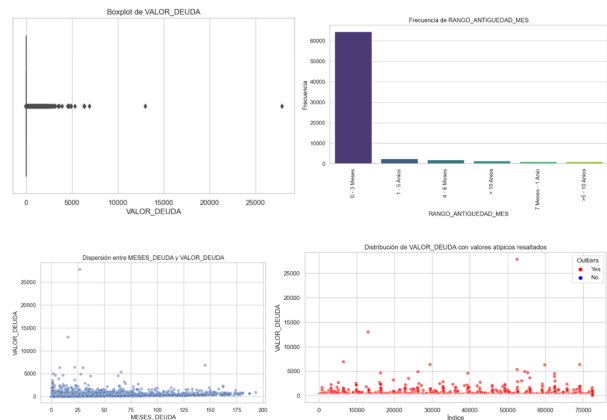 Boxplot de VALOR_DEUDA
0
5000
10000
15000
20000
25000
VALOR_DEUDA
Frecuencia de RANGO_ANTIGUEDAD_MES
60000
50000
40000
30000
20000
10000
0
Frecuencia
0 - 3 Meses
1 - 5 Anios
4 - 6 Meses
> 10 Anios
7 Meses - 1 Anio
>5 - 10 Anios
RANGO_ANTIGUEDAD_MES
Dispersión entre MESES_DEUDA y VALOR_DEUDA
25000
20000
15000
10000
5000
0
VALOR_DEUDA
0
25
50
75
100
125
150
175
200
MESES_DEUDA
Distribución de VALOR_DEUDA con valores atípicos resaltados
Outliers
Yes
No
25000
20000
15000
10000
5000
0
VALOR_DEUDA
0
10000
20000
30000
40000
50000
60000
70000
Índice